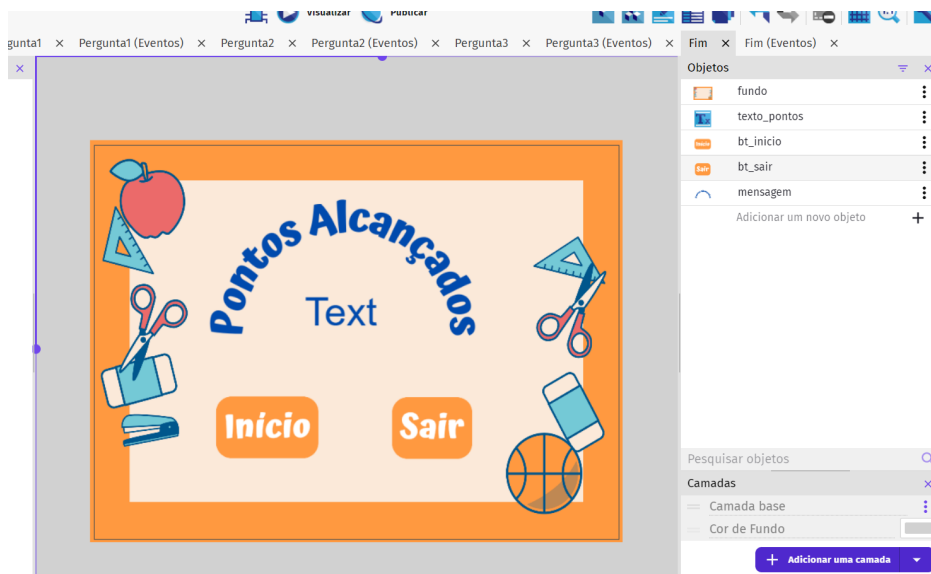 Visualizar Publicar
gunta1 × Pergunta1 (Eventos) × Pergunta2 × Pergunta2 (Eventos) × Pergunta3 × Pergunta3 (Eventos) × Fim × Fim (Eventos) ×
Objetos
fundo
texto_pontos
bt_inicio
bt_sair
mensagem
Adicionar um novo objeto
Pontos Alcançados
Text
Início
Sair
Pesquisar objetos
Camadas
Camada base
Cor de Fundo
Adicionar uma camada